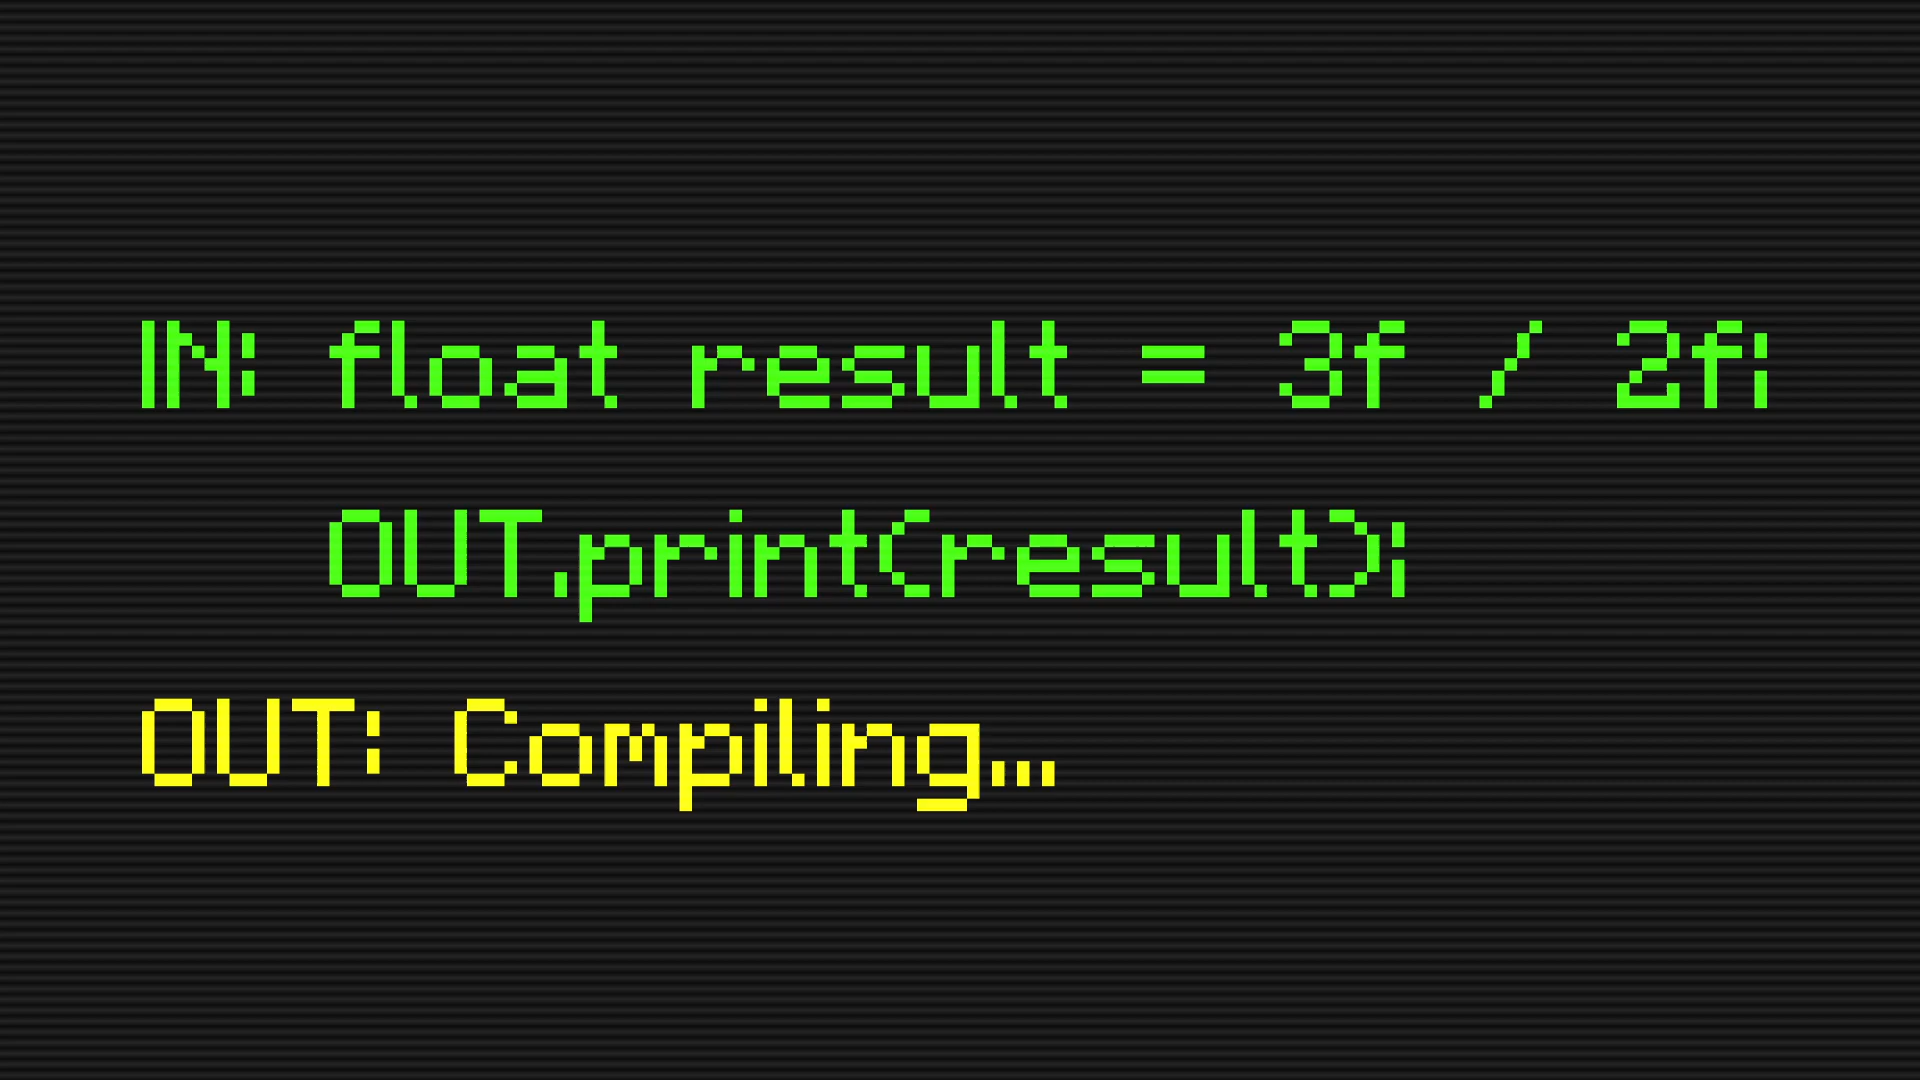 IN: float result = 3f / 2f;
OUT.print(result);
OUT: Compiling...